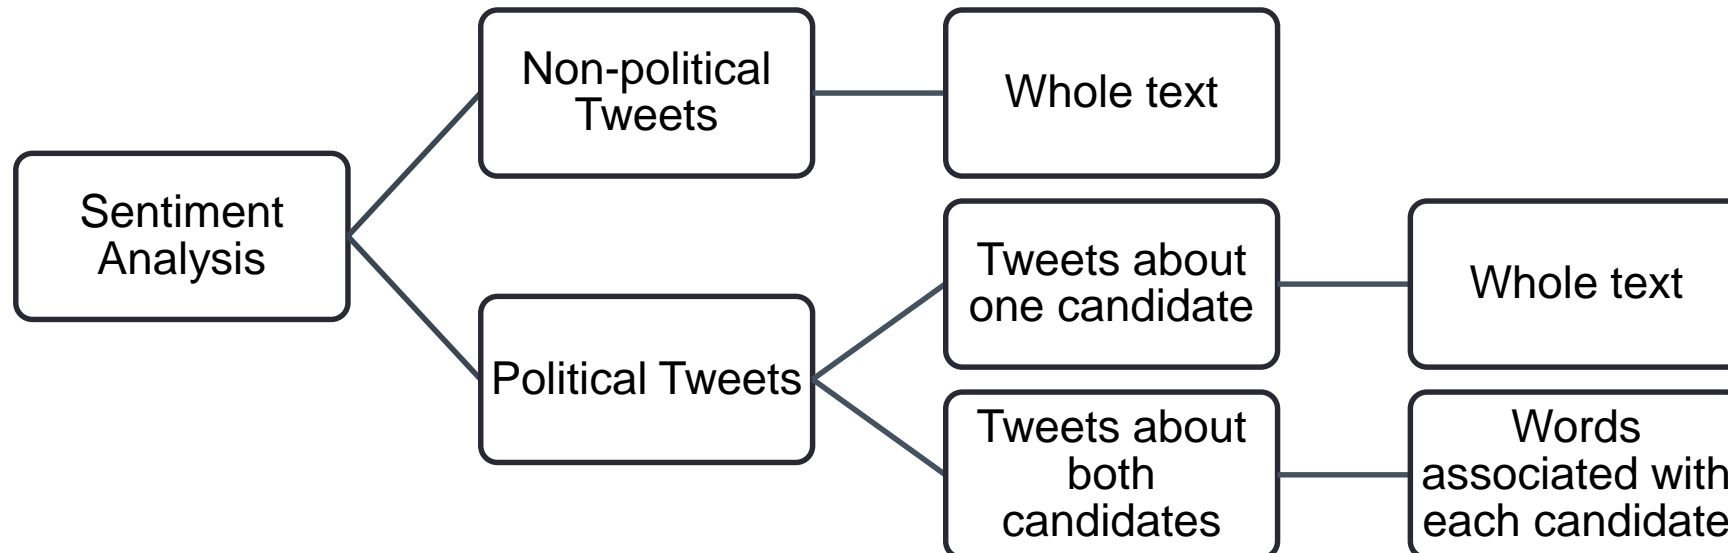 Non-political
Tweets
Whole text
Sentiment
Analysis
Tweets about
one candidate
Whole text
Political Tweets
Tweets about
both
candidates
Words
associated with
each candidate